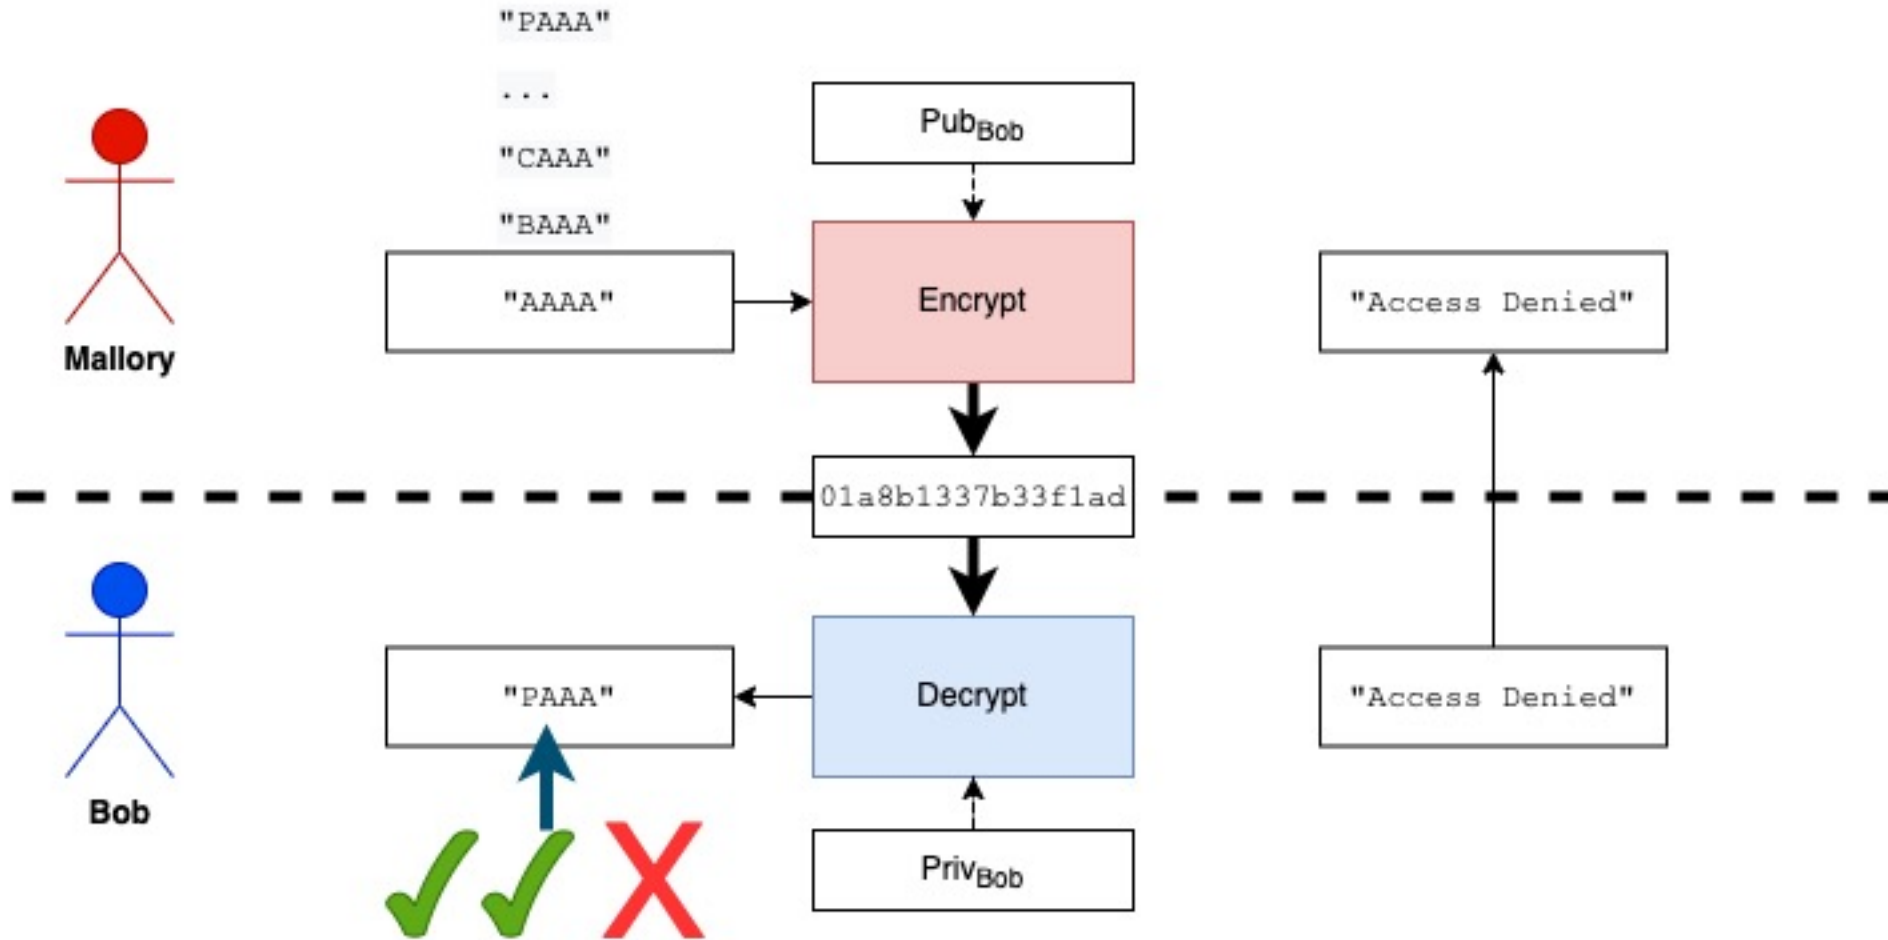 "PAAA"
...
"CAAA"
"BAAA"
"AAAA"
Pub_Bob
Encrypt
"Access Denied"
Mallory
01a8b1337b33f1ad
"PAAA"
Decrypt
"Access Denied"
Bob
Priv_Bob